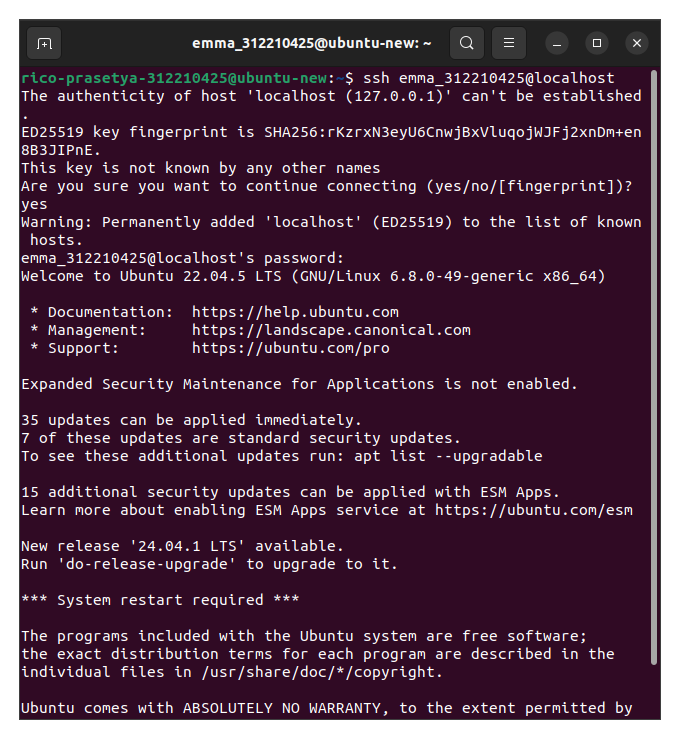 emma_312210425@ubuntu-new: ~
rico-prasetya-312210425@ubuntu-new:~$ ssh emma_312210425@localhost
The authenticity of host 'localhost (127.0.0.1)' can't be established
.
ED25519 key fingerprint is SHA256:rKzrxN3eyU6CnwjBxVluqojWJFj2xnDm+en
8B3JIPnE.
This key is not known by any other names
Are you sure you want to continue connecting (yes/no/[fingerprint])?
yes
Warning: Permanently added 'localhost' (ED25519) to the list of known
 hosts.
emma_312210425@localhost's password:
Welcome to Ubuntu 22.04.5 LTS (GNU/Linux 6.8.0-49-generic x86_64)

 * Documentation:  https://help.ubuntu.com
 * Management:     https://landscape.canonical.com
 * Support:        https://ubuntu.com/pro

Expanded Security Maintenance for Applications is not enabled.

35 updates can be applied immediately.
7 of these updates are standard security updates.
To see these additional updates run: apt list --upgradable

15 additional security updates can be applied with ESM Apps.
Learn more about enabling ESM Apps service at https://ubuntu.com/esm

New release '24.04.1 LTS' available.
Run 'do-release-upgrade' to upgrade to it.

*** System restart required ***

The programs included with the Ubuntu system are free software;
the exact distribution terms for each program are described in the
individual files in /usr/share/doc/*/copyright.

Ubuntu comes with ABSOLUTELY NO WARRANTY, to the extent permitted by